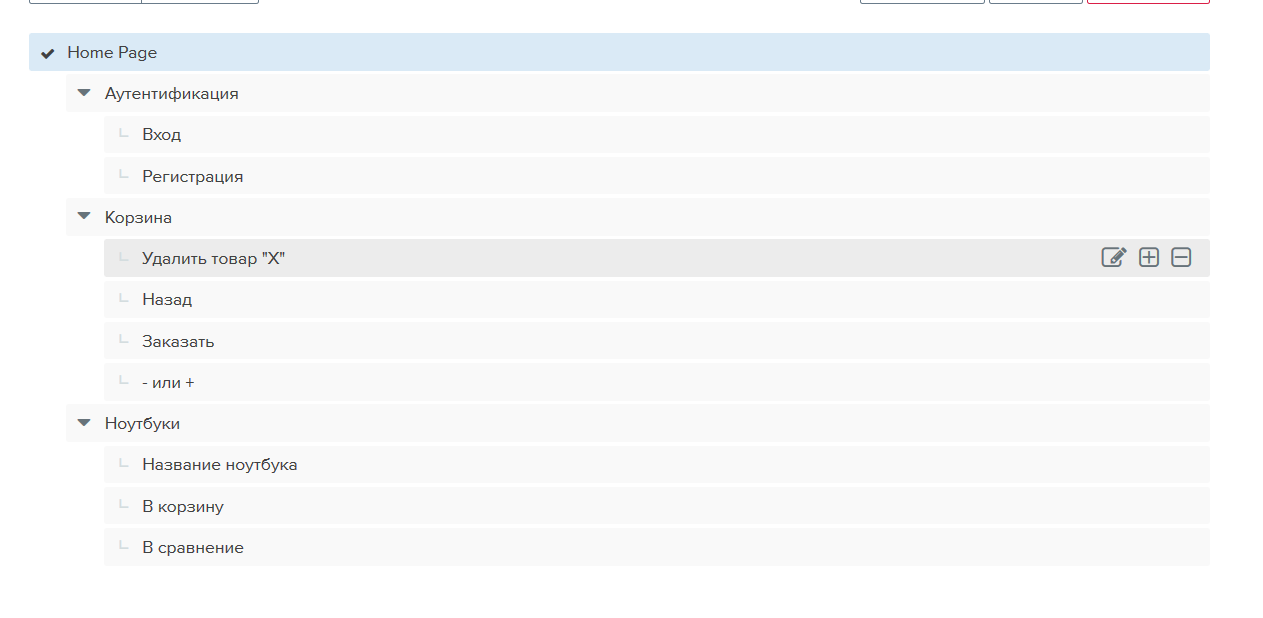 Home Page
Аутентификация
Вход
Регистрация
Корзина
Удалить товар "X"
Назад
Заказать
- или +
Ноутбуки
Название ноутбука
В корзину
В сравнение